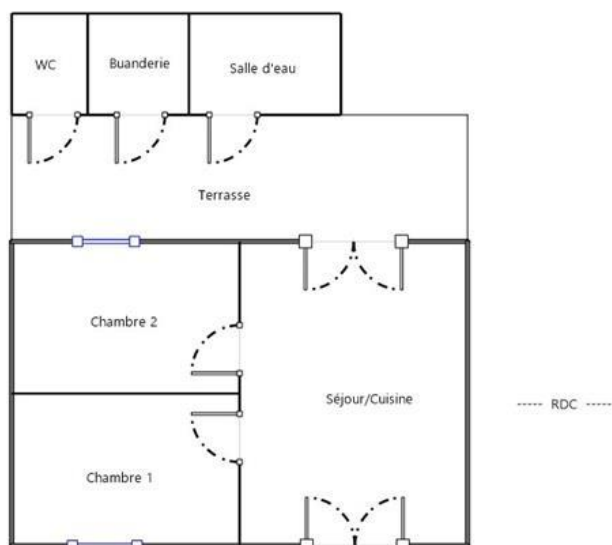 WC
Buanderie
Salle d'eau
Terrasse
Chambre 2
Séjour/Cuisine
RDC
Chambre 1